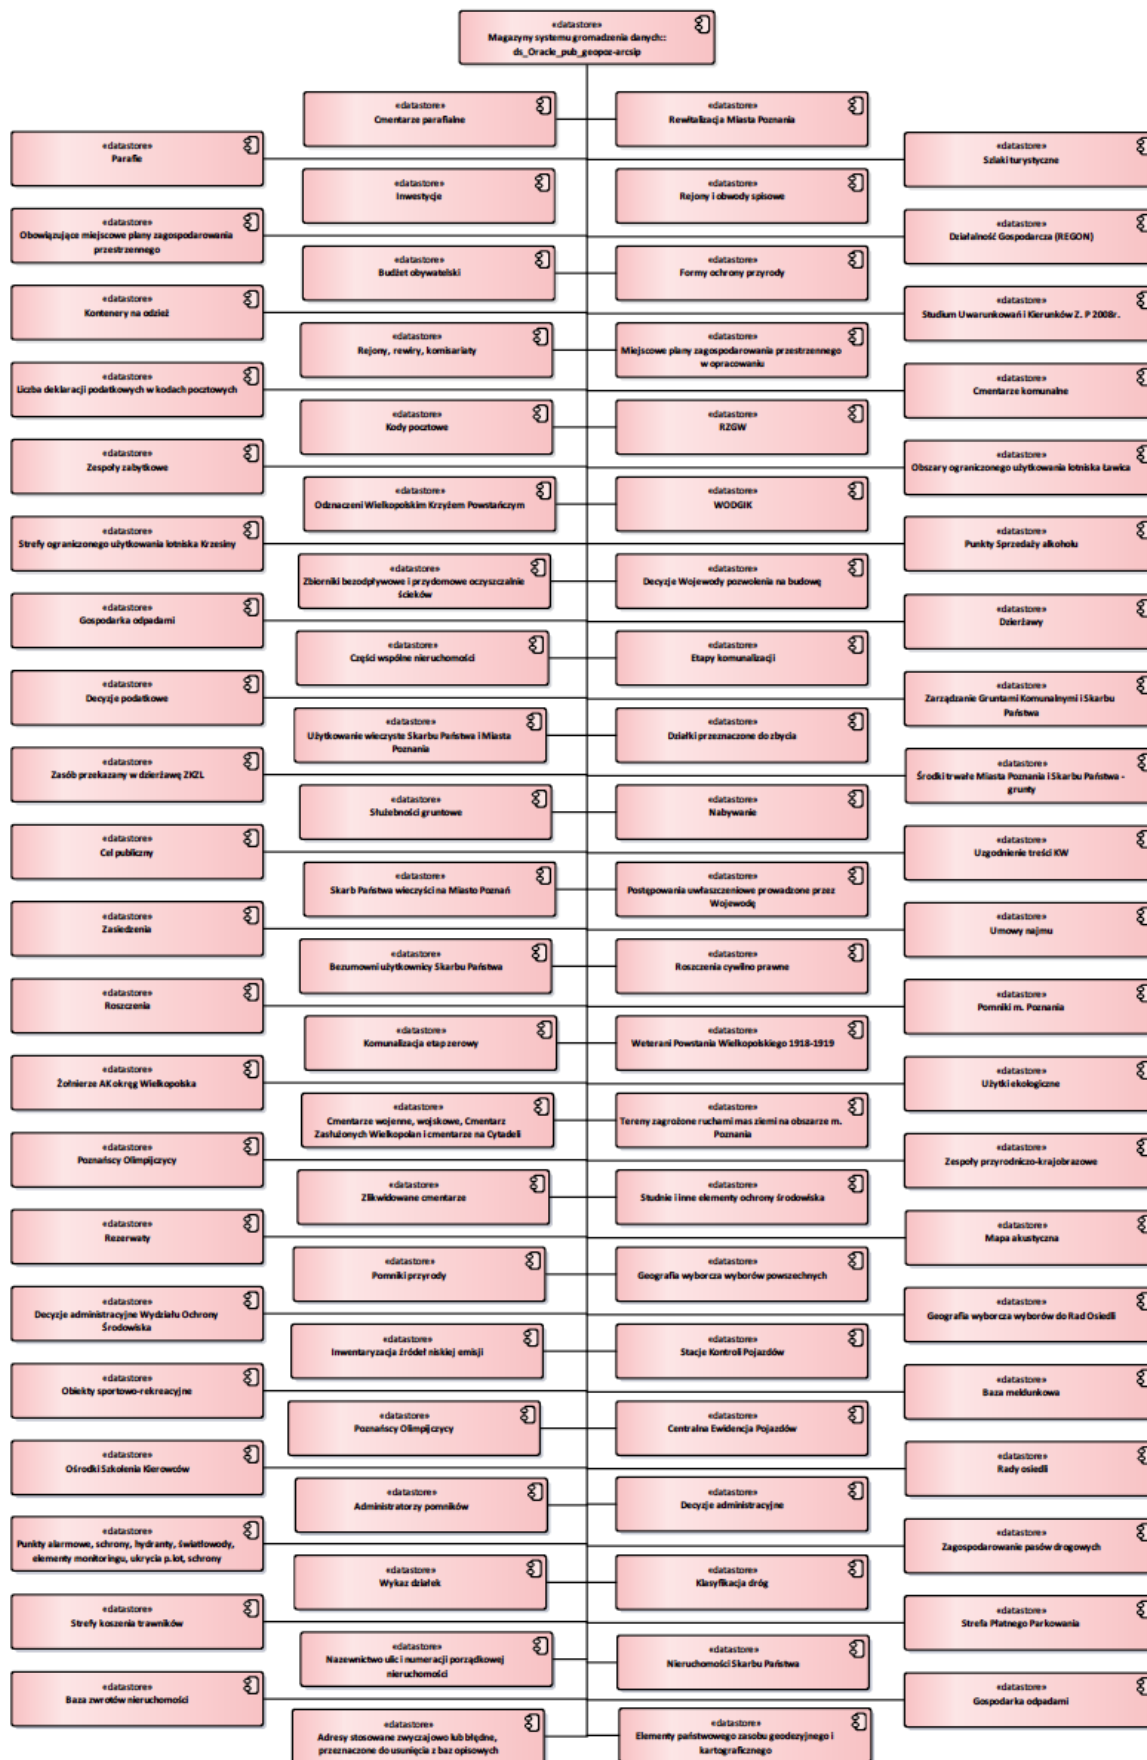 «datastore»
Magazyny systemu gromadzenia danych::
ds_Oracle_pub_geopoz-arcsip
«datastore»
Cmentarze parafialne
«datastore»
Rewitalizacja Miasta Poznania
«datastore»
Parafie
«datastore»
Szlaki turystyczne
«datastore»
Inwestycje
«datastore»
Rejony i obwody spisowe
«datastore»
Obowiązujące miejscowe plany zagospodarowania
przestrzennego
«datastore»
Działalność Gospodarcza (REGON)
«datastore»
Budżet obywatelski
«datastore»
Formy ochrony przyrody
«datastore»
Kontenery na odzież
«datastore»
Studium Uwarunkowań i Kierunków Z. P 2008r.
«datastore»
Rejony, rewiry, komisariaty
«datastore»
Miejscowe plany zagospodarowania przestrzennego
w opracowaniu
«datastore»
Liczba deklaracji podatkowych w kodach pocztowych
«datastore»
Cmentarze komunalne
«datastore»
Kody pocztowe
«datastore»
RZGW
«datastore»
Zespoły zabytkowe
«datastore»
Obszary ograniczonego użytkowania lotniska Ławica
«datastore»
Odznaczeni Wielkopolskim Krzyżem Powstańczym
«datastore»
WODGIK
«datastore»
Strefy ograniczonego użytkowania lotniska Krzesiny
«datastore»
Punkty Sprzedaży alkoholu
«datastore»
Zbiorniki bezodpływowe i przydomowe oczyszczalnie
ścieków
«datastore»
Decyzje Wojewody pozwolenia na budowę
«datastore»
Gospodarka odpadami
«datastore»
Dzierżawy
«datastore»
Części wspólne nieruchomości
«datastore»
Etapy komunalizacji
«datastore»
Decyzje podatkowe
«datastore»
Zarządzanie Gruntami Komunalnymi i Skarbu
Państwa
«datastore»
Użytkowanie wieczyste Skarbu Państwa i Miasta
Poznania
«datastore»
Działki przeznaczone do zbycia
«datastore»
Zasób przekazany w dzierżawę ZKZL
«datastore»
Środki trwałe Miasta Poznania i Skarbu Państwa -
grunty
«datastore»
Służebności gruntowe
«datastore»
Nabywanie
«datastore»
Cel publiczny
«datastore»
Uzgodnienie treści KW
«datastore»
Skarb Państwa wieczyści na Miasto Poznań
«datastore»
Postępowania uwłaszczeniowe prowadzone przez
Wojewodę
«datastore»
Zasiedzenia
«datastore»
Umowy najmu
«datastore»
Bezumowni użytkownicy Skarbu Państwa
«datastore»
Roszczenia cywilno prawne
«datastore»
Roszczenia
«datastore»
Pomniki m. Poznania
«datastore»
Komunalizacja etap zerowy
«datastore»
Weterani Powstania Wielkopolskiego 1918-1919
«datastore»
Żołnierze AK okręg Wielkopolska
«datastore»
Użytki ekologiczne
«datastore»
Cmentarze wojenne, wojskowe, Cmentarz
Zasłużonych Wielkopolan i cmentarze na Cytadeli
«datastore»
Tereny zagrożone ruchami mas ziemi na obszarze m.
Poznania
«datastore»
Poznańscy Olimpijczycy
«datastore»
Zespoły przyrodniczo-krajobrazowe
«datastore»
Zlikwidowane cmentarze
«datastore»
Studnie i inne elementy ochrony środowiska
«datastore»
Rezerwaty
«datastore»
Mapa akustyczna
«datastore»
Pomniki przyrody
«datastore»
Geografia wyborcza wyborów powszechnych
«datastore»
Decyzje administracyjne Wydziału Ochrony
Środowiska
«datastore»
Geografia wyborcza wyborów do Rad Osiedli
«datastore»
Inwentaryzacja źródeł niskiej emisji
«datastore»
Stacje Kontroli Pojazdów
«datastore»
Obiekty sportowo-rekreacyjne
«datastore»
Baza meldunkowa
«datastore»
Poznańscy Olimpijczycy
«datastore»
Centralna Ewidencja Pojazdów
«datastore»
Ośrodki Szkolenia Kierowców
«datastore»
Rady osiedli
«datastore»
Administratorzy pomników
«datastore»
Decyzje administracyjne
«datastore»
Punkty alarmowe, schrony, hydranty, światłowody,
elementy monitoringu, ukrycia p.lot, schrony
«datastore»
Zagospodarowanie pasów drogowych
«datastore»
Wykaz działek
«datastore»
Klasyfikacja dróg
«datastore»
Strefy koszenia trawników
«datastore»
Strefa Płatnego Parkowania
«datastore»
Nazewnictwo ulic i numeracji porządkowej
nieruchomości
«datastore»
Nieruchomości Skarbu Państwa
«datastore»
Baza zwrotów nieruchomości
«datastore»
Gospodarka odpadami
«datastore»
Adresy stosowane zwyczajowo lub błędne,
przeznaczone do usunięcia z baz opisowych
«datastore»
Elementy państwowego zasobu geodezyjnego i
kartograficznego